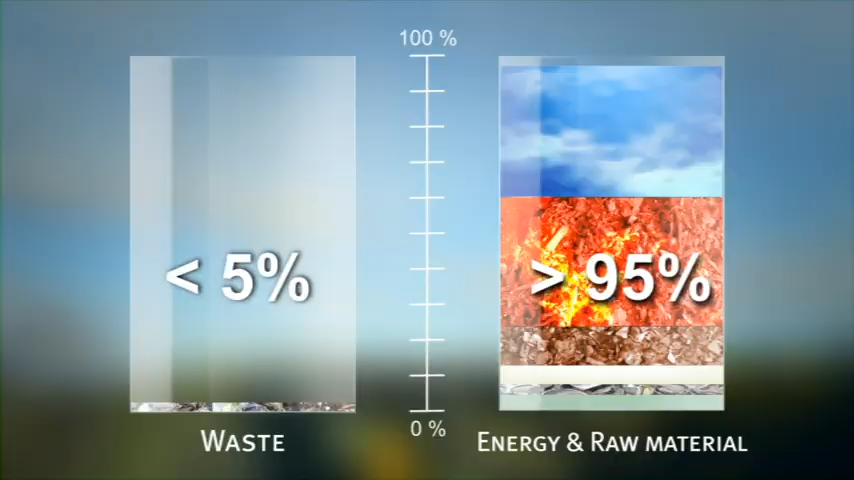 100 %
< 5%
> 95%
0 %
WASTE
ENERGY & RAW MATERIAL